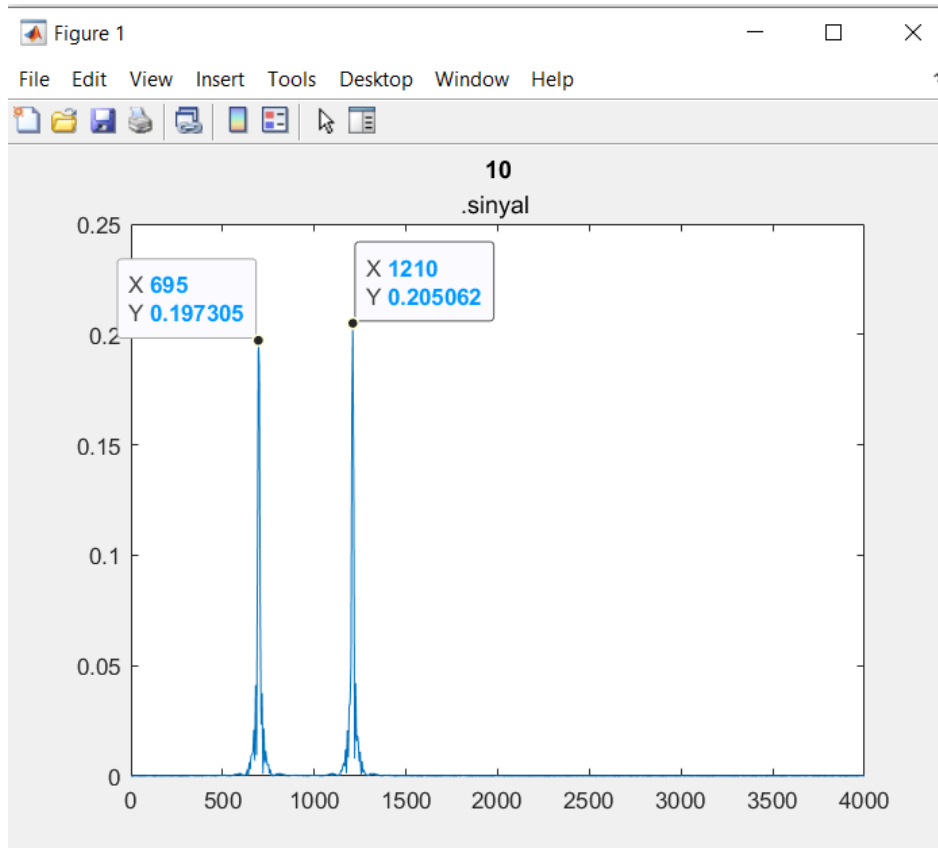 Figure 1
File Edit View Insert Tools Desktop Window Help
10
.sinyal
0.25
0.2
0.15
0.1
0.05
0
X 695
Y 0.197305
X 1210
Y 0.205062
0 500 1000 1500 2000 2500 3000 3500 4000